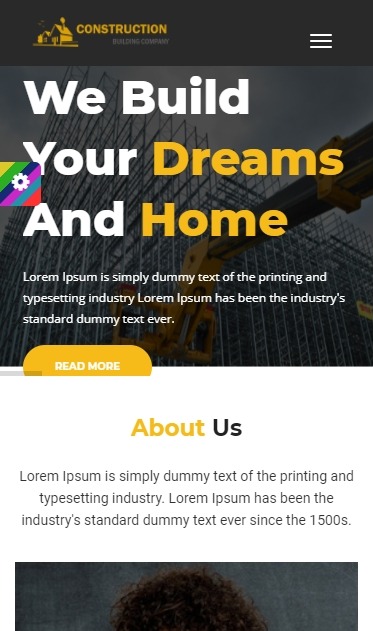 CONSTRUCTION
BUILDING COMPANY
We Build
Your Dreams
And Home
Lorem Ipsum is simply dummy text of the printing and
typesetting industry Lorem Ipsum has been the industry's
standard dummy text ever.
READ MORE
About Us
Lorem Ipsum is simply dummy text of the printing and
typesetting industry. Lorem Ipsum has been the
industry's standard dummy text ever since the 1500s.